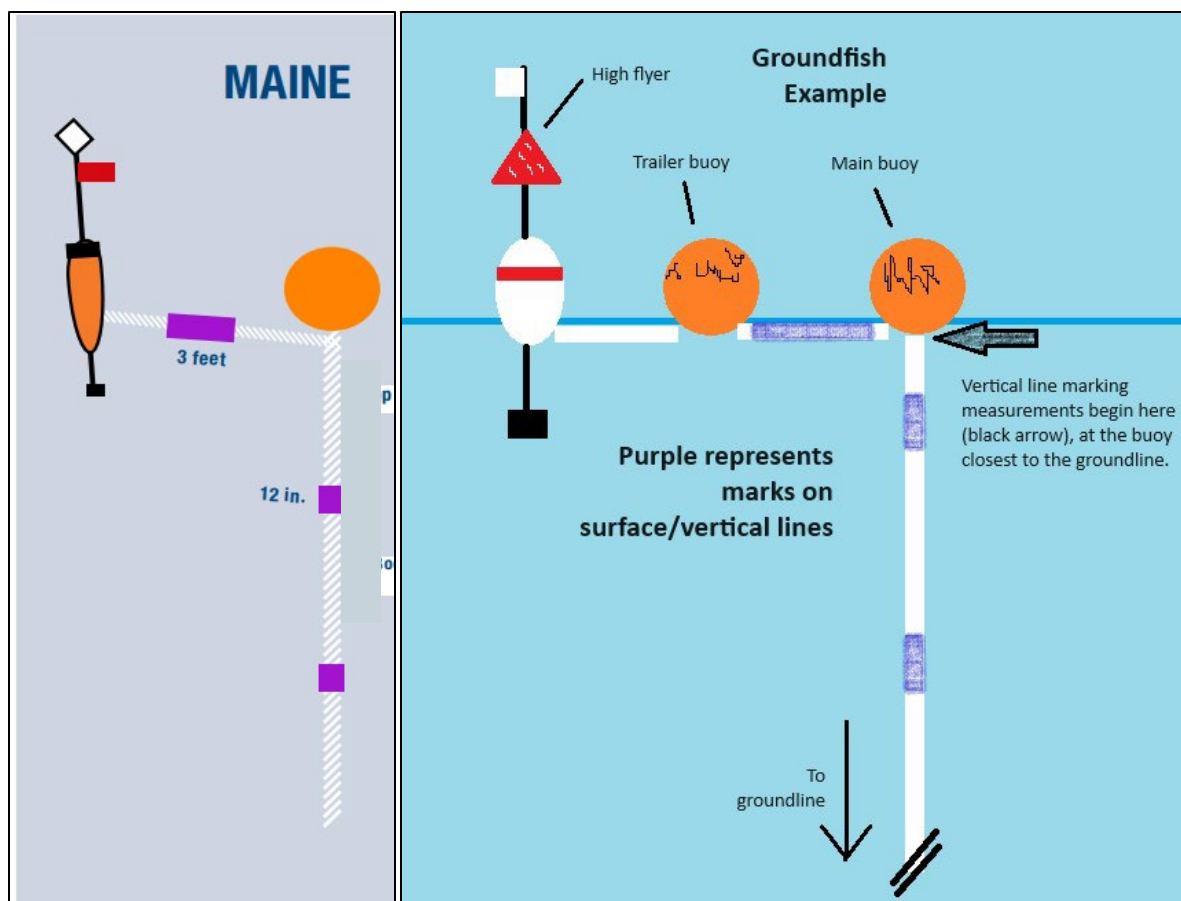 MAINE
3 feet
12 in.
Groundfish
Example
High flyer
Trailer buoy
Main buoy
Vertical line marking
measurements begin here
(black arrow), at the buoy
closest to the groundline.
Purple represents
marks on
surface/vertical lines
To
groundline